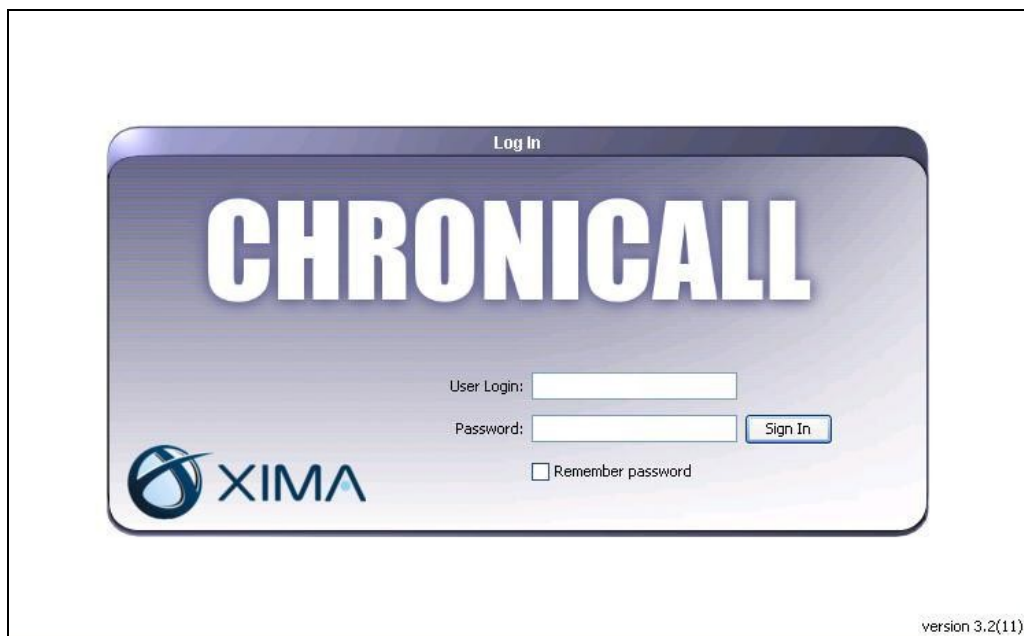 Log In
CHRONICALL
User Login:
Password:
Sign In
Remember password
XIMA
version 3.2(11)